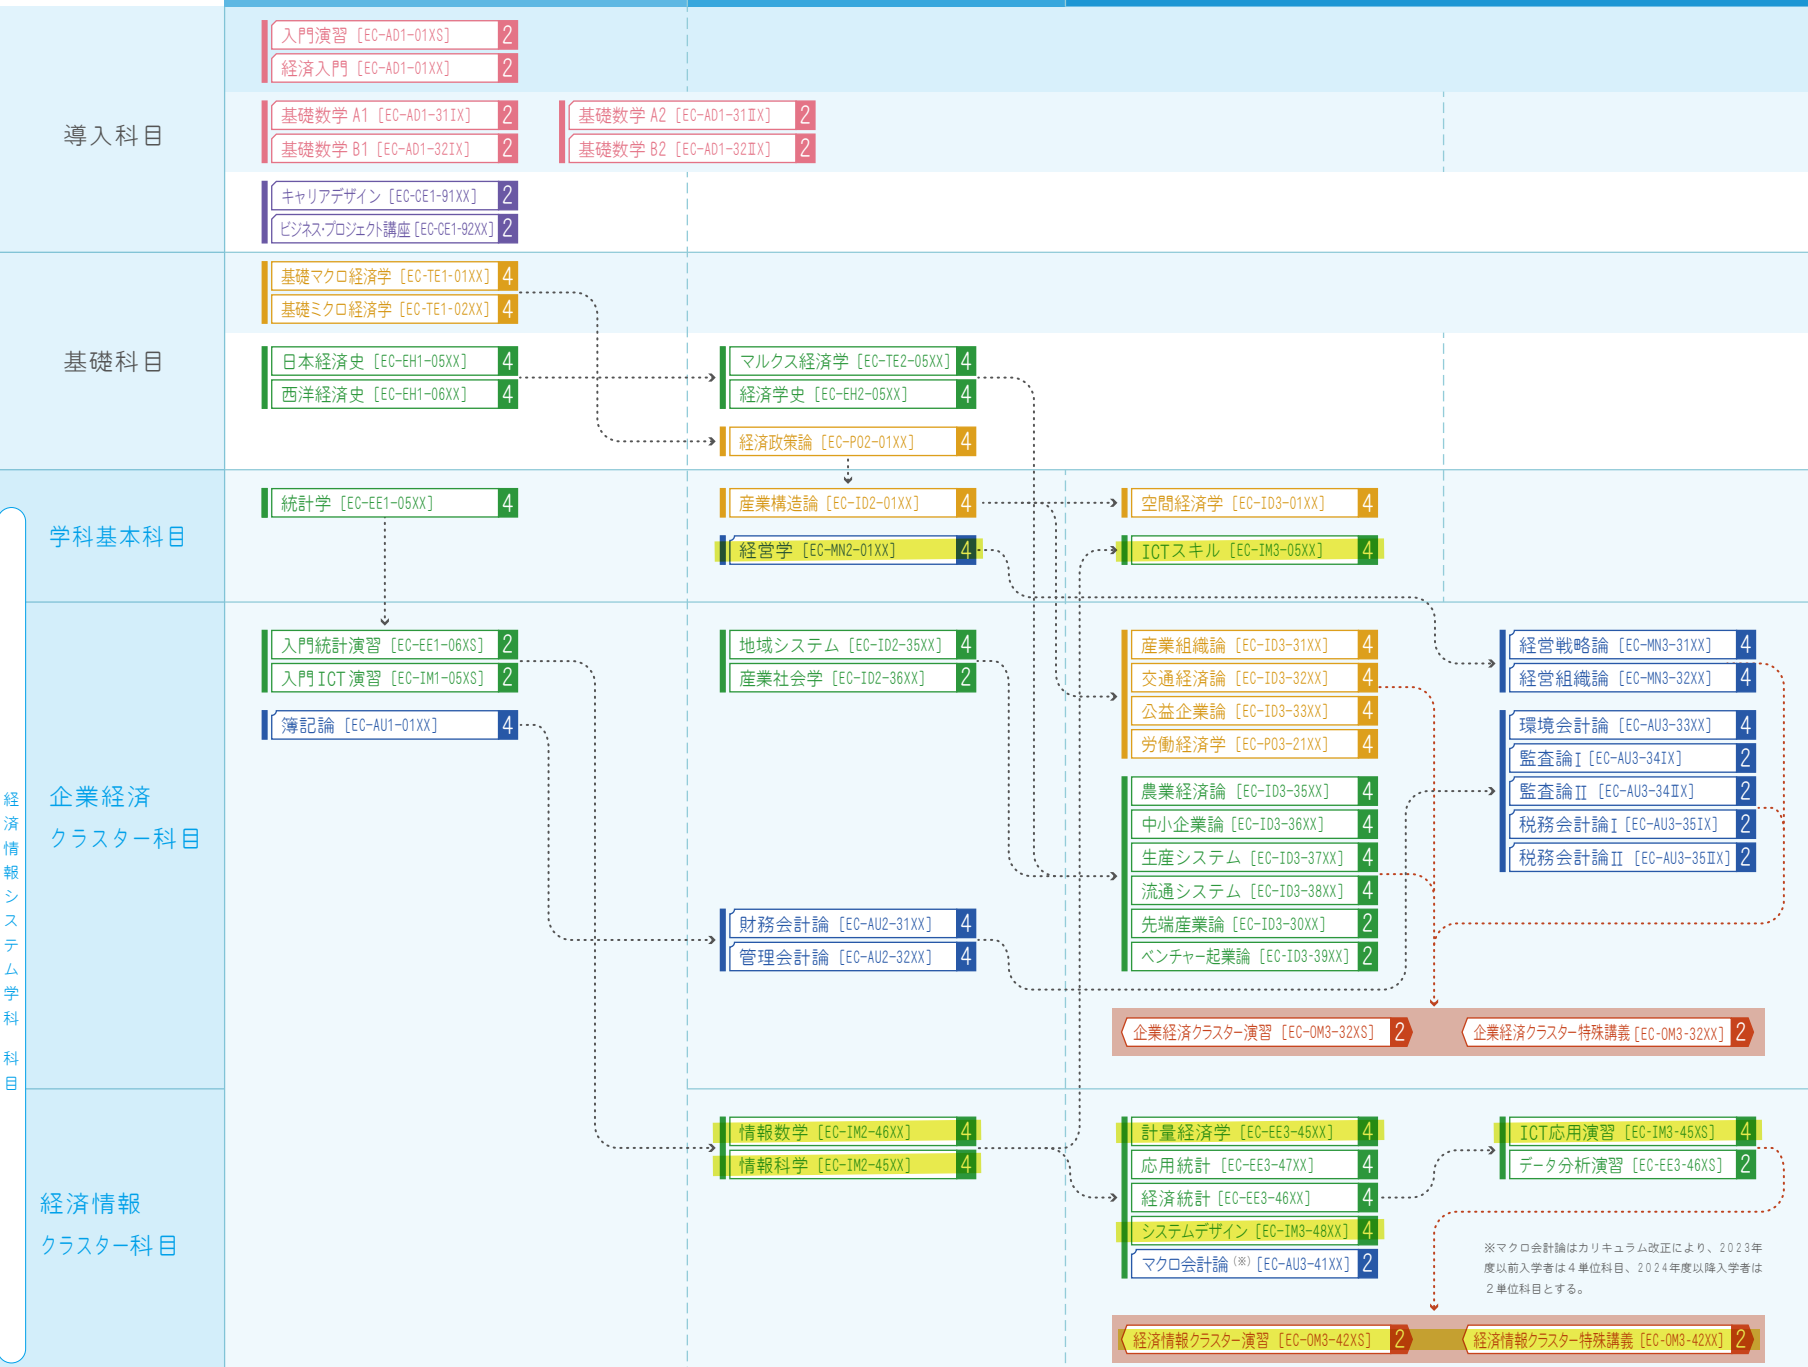 導入科目
入門演習 [EC-AD1-01XS] 2
経済入門 [EC-AD1-01XX] 2
基礎数学 A1 [EC-AD1-31IX] 2
基礎数学 B1 [EC-AD1-32IX] 2
基礎数学 A2 [EC-AD1-31ⅡX] 2
基礎数学 B2 [EC-AD1-32ⅡX] 2
キャリアデザイン [EC-CE1-91XX] 2
ビジネス・プロジェクト講座 [EC-CE1-92XX] 2
基礎科目
基礎マクロ経済学 [EC-TE1-01XX] 4
基礎ミクロ経済学 [EC-TE1-02XX] 4
日本経済史 [EC-EH1-05XX] 4
西洋経済史 [EC-EH1-06XX] 4
マルクス経済学 [EC-TE2-05XX] 4
経済学史 [EC-EH2-05XX] 4
経済政策論 [EC-PO2-01XX] 4
経済情報システム学科 科目
学科基本科目
統計学 [EC-EE1-05XX] 4
産業構造論 [EC-ID2-01XX] 4
経営学 [EC-MN2-01XX] 4
空間経済学 [EC-ID3-01XX] 4
ICTスキル [EC-IM3-05XX] 4
企業経済
クラスター科目
入門統計演習 [EC-EE1-06XS] 2
入門ICT演習 [EC-IM1-05XS] 2
簿記論 [EC-AU1-01XX] 4
地域システム [EC-ID2-35XX] 4
産業社会学 [EC-ID2-36XX] 2
財務会計論 [EC-AU2-31XX] 4
管理会計論 [EC-AU2-32XX] 4
産業組織論 [EC-ID3-31XX] 4
交通経済論 [EC-ID3-32XX] 4
公益企業論 [EC-ID3-33XX] 4
労働経済学 [EC-PO3-21XX] 4
農業経済論 [EC-ID3-35XX] 4
中小企業論 [EC-ID3-36XX] 4
生産システム [EC-ID3-37XX] 4
流通システム [EC-ID3-38XX] 4
先端産業論 [EC-ID3-30XX] 2
ベンチャー起業論 [EC-ID3-39XX] 2
経営戦略論 [EC-MN3-31XX] 4
経営組織論 [EC-MN3-32XX] 4
環境会計論 [EC-AU3-33XX] 4
監査論Ⅰ [EC-AU3-34IX] 2
監査論Ⅱ [EC-AU3-34ⅡX] 2
税務会計論Ⅰ [EC-AU3-35IX] 2
税務会計論Ⅱ [EC-AU3-35ⅡX] 2
企業経済クラスター演習 [EC-OM3-32XS] 2
企業経済クラスター特殊講義 [EC-OM3-32XX] 2
経済情報
クラスター科目
情報数学 [EC-IM2-46XX] 4
情報科学 [EC-IM2-45XX] 4
計量経済学 [EC-EE3-45XX] 4
応用統計 [EC-EE3-47XX] 4
経済統計 [EC-EE3-46XX] 4
システムデザイン [EC-IM3-48XX] 4
マクロ会計論(※) [EC-AU3-41XX] 2
ICT応用演習 [EC-IM3-45XS] 4
データ分析演習 [EC-EE3-46XS] 2
※マクロ会計論はカリキュラム改正により、2023年
度以前入学者は４単位科目、2024年度以降入学者は
２単位科目とする。
経済情報クラスター演習 [EC-OM3-42XS] 2
経済情報クラスター特殊講義 [EC-OM3-42XX] 2